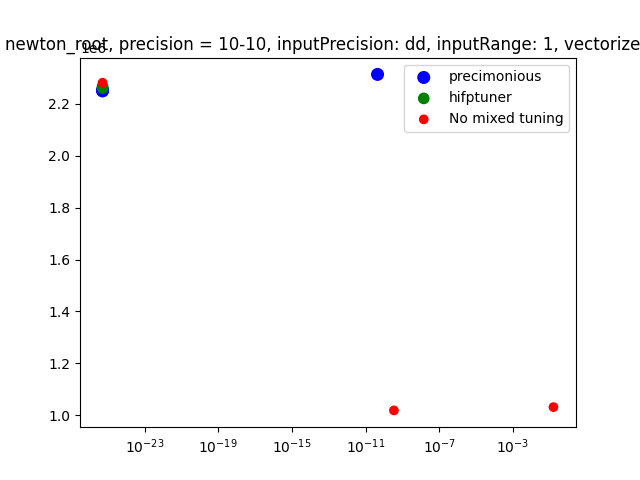 newton_root, precision = 10-10, inputPrecision: dd, inputRange: 1, vectorize
1e6
precimonious
hifptuner
No mixed tuning
2.2
2.0
1.8
1.6
1.4
1.2
1.0
10⁻²³ 10⁻¹⁹ 10⁻¹⁵ 10⁻¹¹ 10⁻⁷ 10⁻³